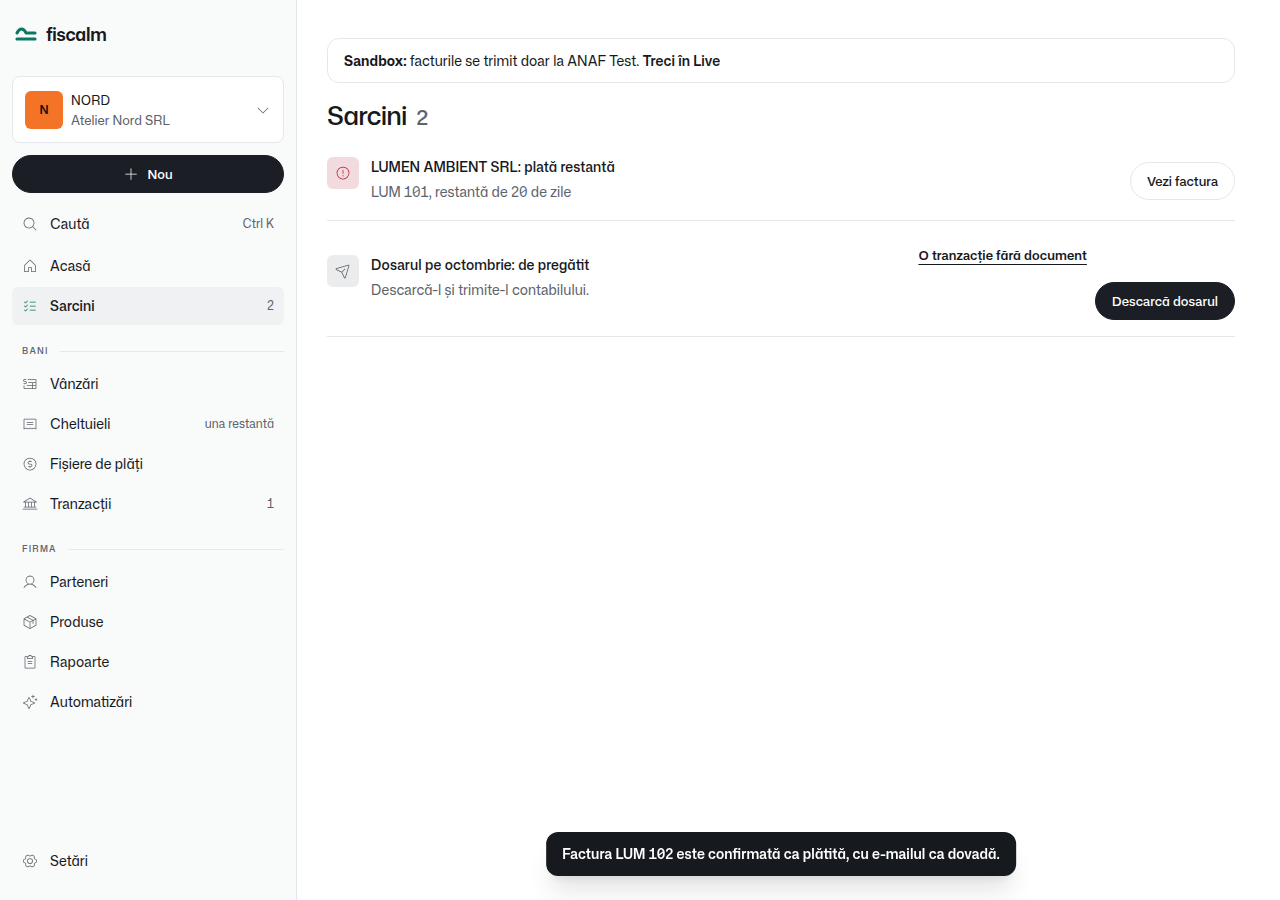 fiscalm
N
NORD
Atelier Nord SRL
Nou
Caută
Ctrl K
Acasă
Sarcini
2
BANI
Vânzări
Cheltuieli
una restantă
Fișiere de plăți
Tranzacții
1
FIRMA
Parteneri
Produse
Rapoarte
Automatizări
Setări
Sandbox: facturile se trimit doar la ANAF Test. Treci în Live
Sarcini 2
LUMEN AMBIENT SRL: plată restantă
LUM 101, restantă de 20 de zile
Vezi factura
Dosarul pe octombrie: de pregătit
Descarcă-l și trimite-l contabilului.
O tranzacție fără document
Descarcă dosarul
Factura LUM 102 este confirmată ca plătită, cu e-mailul ca dovadă.